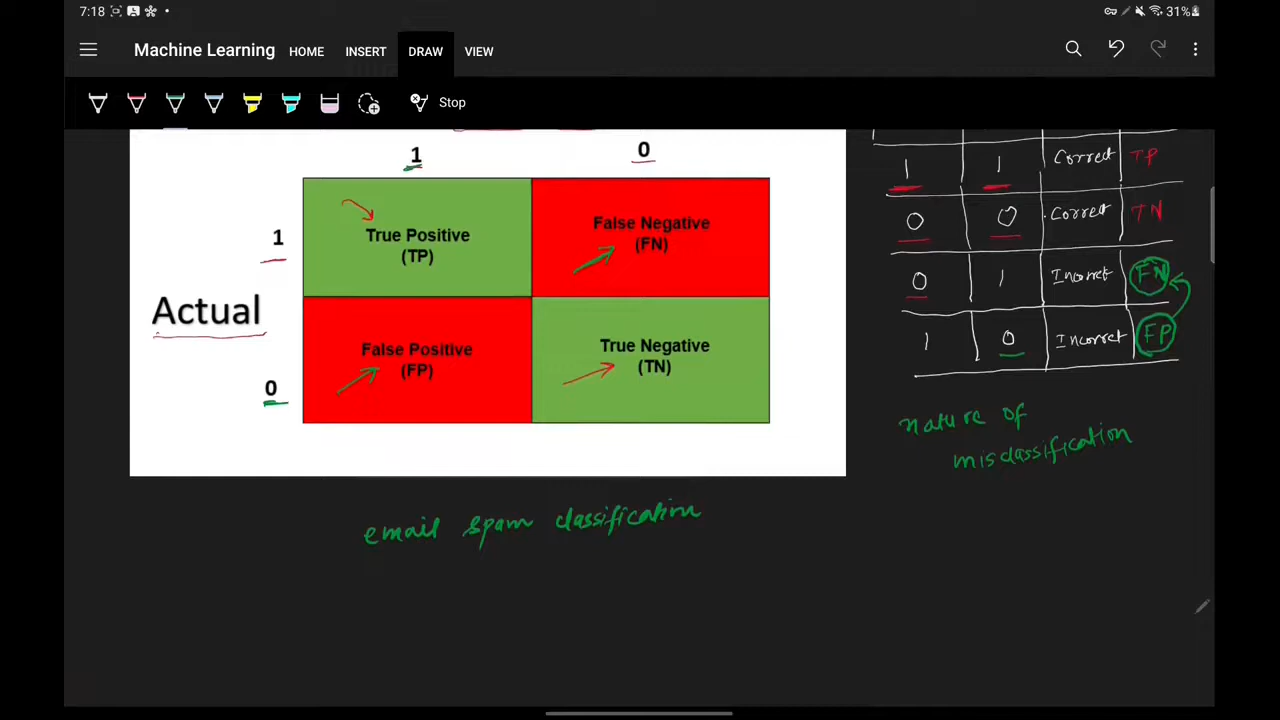 7:18
31%
Machine Learning HOME INSERT DRAW VIEW
Stop
1 0
1
Actual
0
True Positive
(TP)
False Negative
(FN)
False Positive
(FP)
True Negative
(TN)
1 1 Correct TP
0 0 Correct TN
0 1 Incorret FN
1 0 Incorrect FP
nature of
misclassification
email spam classification